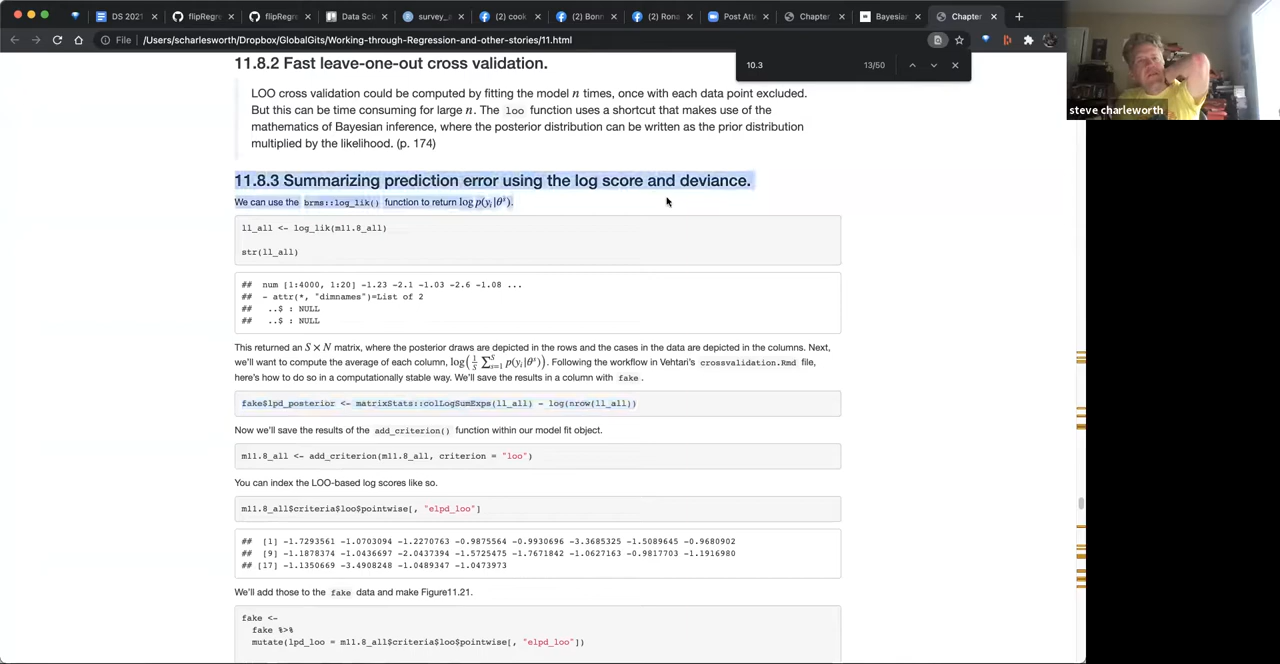 DS 2021
flipRegre
flipRegre
Data Sci
survey_a
(2) cook
(2) Bonn
(2) Rona
Post Att
Chapter
Bayesian
Chapter
File /Users/scharlesworth/Dropbox/GlobalGits/Working-through-Regression-and-other-stories/11.html
10.3 13/50
steve charleworth
11.8.2 Fast leave-one-out cross validation.
LOO cross validation could be computed by fitting the model n times, once with each data point excluded.
But this can be time cunsuming for large n. The loo function uses a shortcut that makes use of the
mathematics of Bayesian inference, where the posterior distribution can be written as the prior distribution
multiplied by the likelihood. (p. 174)
11.8.3 Summarizing prediction error using the log score and deviance.
We can use the brms::log_lik() function to return log p(yᵢ|θˢ).
ll_all <- log_lik(m11.8_all)
str(ll_all)
## num [1:4000, 1:20] -1.23 -2.1 -1.03 -2.6 -1.08 ...
## - attr(*, "dimnames")=List of 2
## ..$ : NULL
## ..$ : NULL
This returned an S × N matrix, where the posterior draws are depicted in the rows and the cases in the data are depicted in the columns. Next,
we'll want to compute the average of each column, log(1/S ∑ˢₛ₌₁ p(yᵢ|θˢ)). Following the workflow in Vehtari's crossvalidation.Rmd file,
here's how to do so in a computationally stable way. We'll save the results in a column with fake.
fake$lpd_posterior <- matrixStats::colLogSumExps(ll_all) - log(nrow(ll_all))
Now we'll save the results of the add_criterion() function within our model fit object.
m11.8_all <- add_criterion(m11.8_all, criterion = "loo")
You can index the LOO-based log scores like so.
m11.8_all$criteria$loo$pointwise[, "elpd_loo"]
## [1] -1.7293561 -1.0703094 -1.2270763 -0.9875564 -0.9930696 -3.3685325 -1.5089645 -0.9680902
## [9] -1.1878374 -1.0436697 -2.0437394 -1.5725475 -1.7671842 -1.0627163 -0.9817703 -1.1916980
## [17] -1.1350669 -3.4908248 -1.0489347 -1.0473973
We'll add those to the fake data and make Figure11.21.
fake <-
fake %>%
mutate(lpd_loo = m11.8_all$criteria$loo$pointwise[, "elpd_loo"])